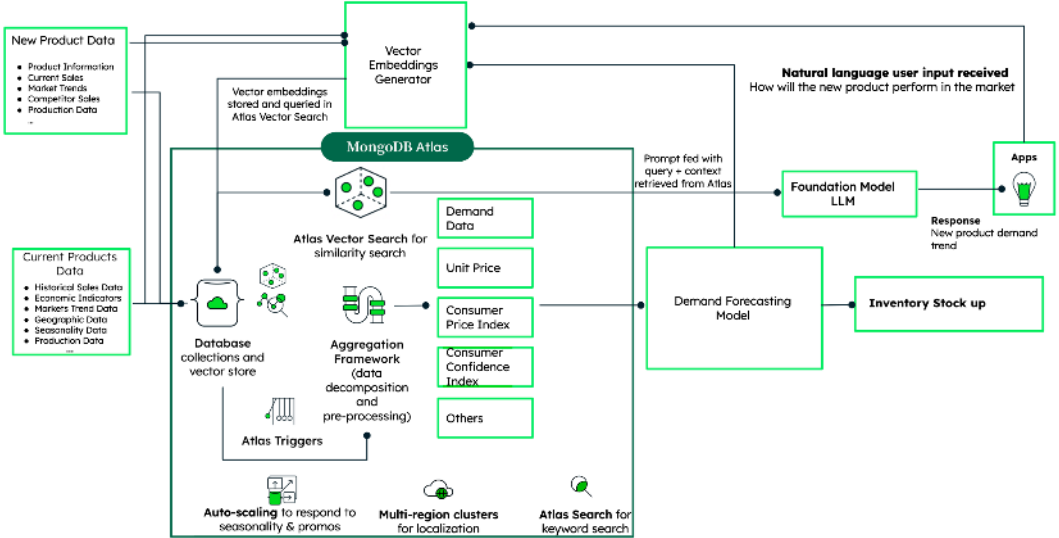 New Product Data
Product Information
Current Sales
Market Trends
Competitor Sales
Production Data
...
Vector
Embeddings
Generator
Vector embeddings
stored and queried in
Atlas Vector Search
Natural language user input received
How will the new product perform in the market
MongoDB Atlas
Prompt fed with
query + context
retrieved from Atlas
Foundation Model
LLM
Apps
Response
New product demand
trend
Atlas Vector Search for
similarity search
Demand
Data
Unit Price
Consumer
Price Index
Consumer
Confidence
Index
Others
Current Products
Data
Historical Sales Data
Economic Indicators
Markets Trend Data
Geographic Data
Seasonality Data
Production Data
....
Database
collections and
vector store
Aggregation
Framework
(data
decomposition
and
pre-processing)
Atlas Triggers
Demand Forecasting
Model
Inventory Stock up
Auto-scaling to respond to
seasonality & promos
Multi-region clusters
for localization
Atlas Search for
keyword search